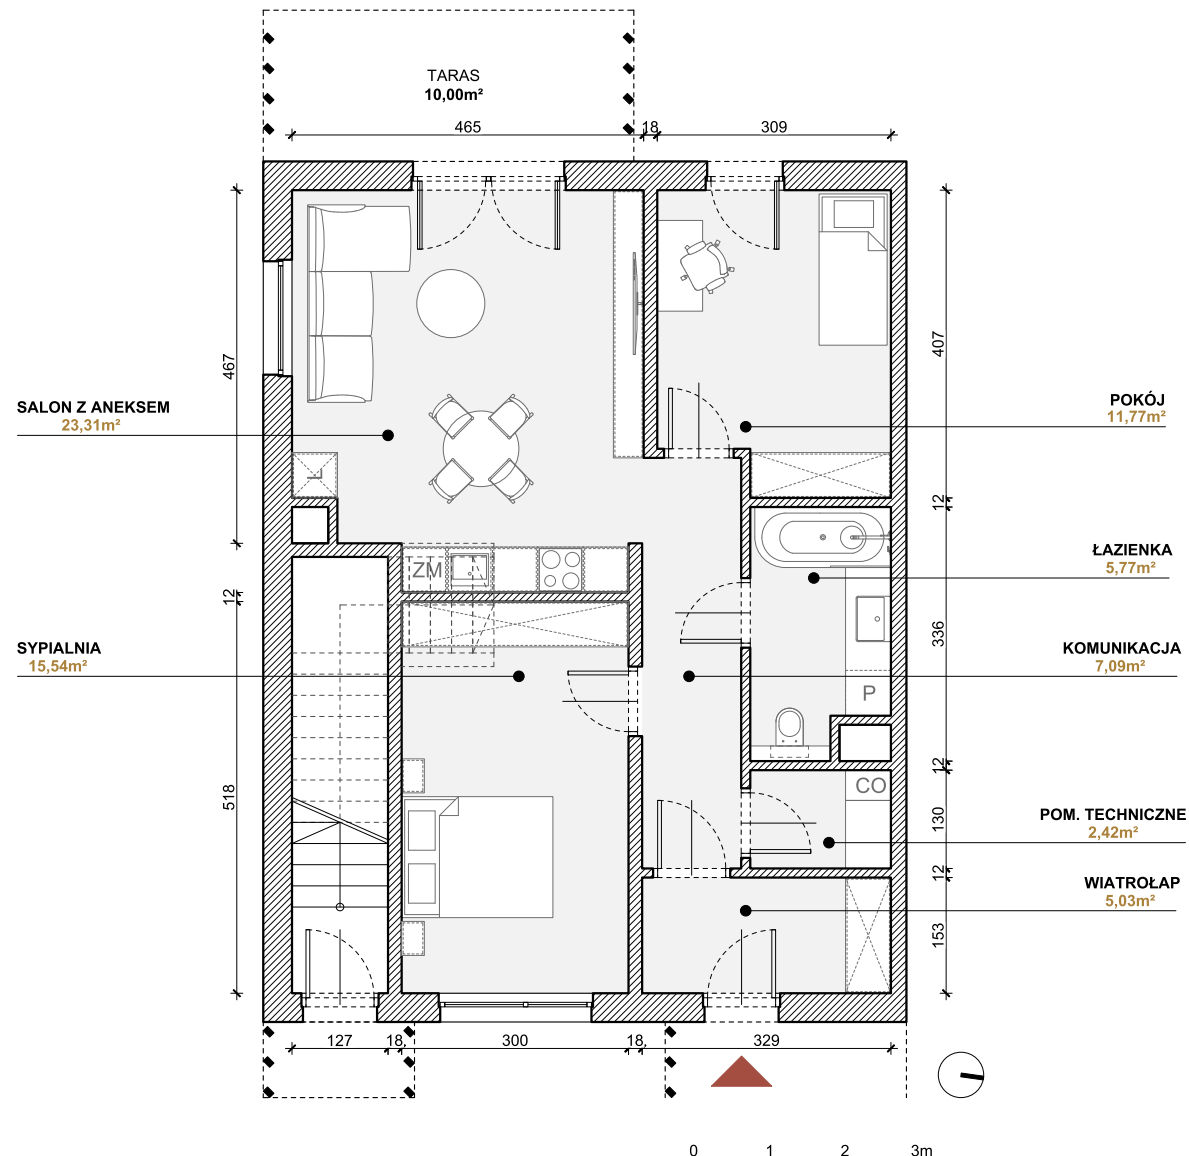 TARAS
10,00m²
465
18
309
467
407
SALON Z ANEKSEM
23,31m²
POKÓJ
11,77m²
12
ŁAZIENKA
5,77m²
ZM
12
336
SYPIALNIA
15,54m²
KOMUNIKACJA
7,09m²
P
12
CO
518
130
POM. TECHNICZNE
2,42m²
12
WIATROŁAP
5,03m²
153
127
18
300
18
329
0 1 2 3m